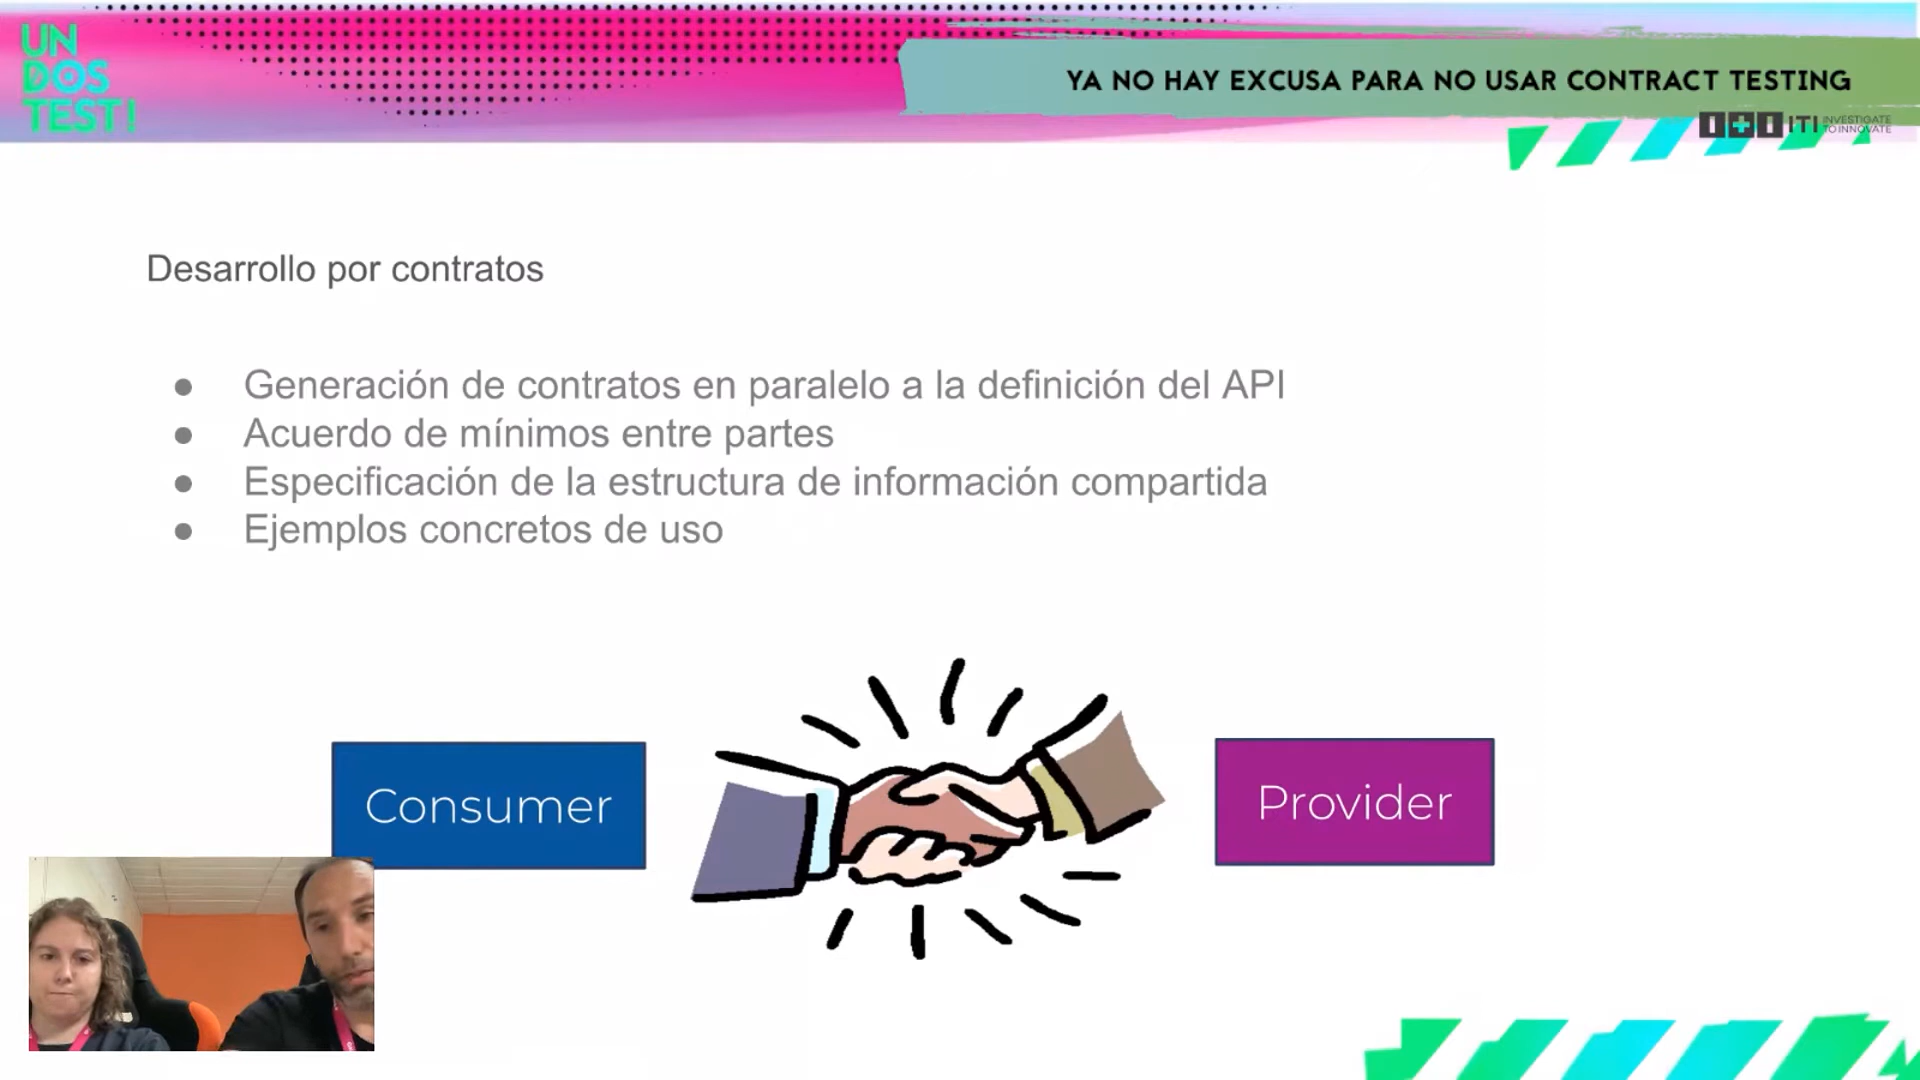 UN
DOS
TEST!
YA NO HAY EXCUSA PARA NO USAR CONTRACT TESTING
ITI INVESTIGATE
TO INNOVATE
Desarrollo por contratos
● Generación de contratos en paralelo a la definición del API
● Acuerdo de mínimos entre partes
● Especificación de la estructura de información compartida
● Ejemplos concretos de uso
Consumer
Provider